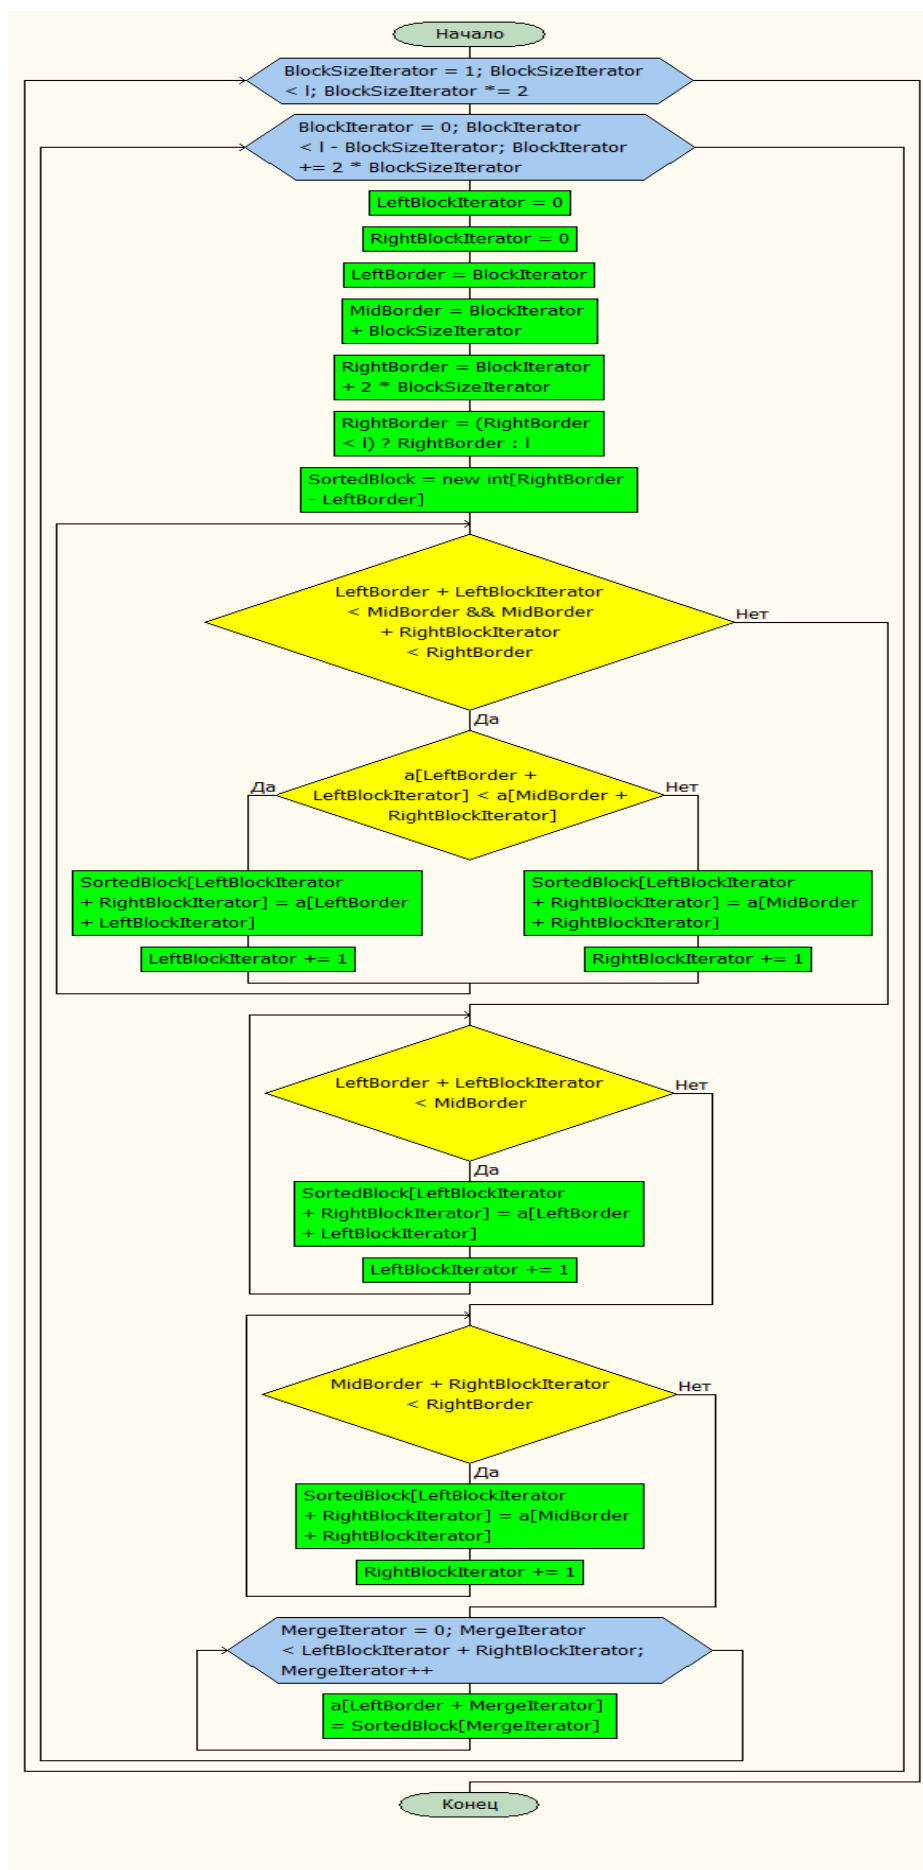 Начало
BlockSizeIterator = 1; BlockSizeIterator
< l; BlockSizeIterator *= 2
BlockIterator = 0; BlockIterator
< l - BlockSizeIterator; BlockIterator
+= 2 * BlockSizeIterator
LeftBlockIterator = 0
RightBlockIterator = 0
LeftBorder = BlockIterator
MidBorder = BlockIterator
+ BlockSizeIterator
RightBorder = BlockIterator
+ 2 * BlockSizeIterator
RightBorder = (RightBorder
< l) ? RightBorder : l
SortedBlock = new int[RightBorder
- LeftBorder]
LeftBorder + LeftBlockIterator
< MidBorder && MidBorder
+ RightBlockIterator
< RightBorder
Нет
Да
a[LeftBorder +
LeftBlockIterator] < a[MidBorder +
RightBlockIterator]
Да
Нет
SortedBlock[LeftBlockIterator
+ RightBlockIterator] = a[LeftBorder
+ LeftBlockIterator]
LeftBlockIterator += 1
SortedBlock[LeftBlockIterator
+ RightBlockIterator] = a[MidBorder
+ RightBlockIterator]
RightBlockIterator += 1
LeftBorder + LeftBlockIterator
< MidBorder
Нет
Да
SortedBlock[LeftBlockIterator
+ RightBlockIterator] = a[LeftBorder
+ LeftBlockIterator]
LeftBlockIterator += 1
MidBorder + RightBlockIterator
< RightBorder
Нет
Да
SortedBlock[LeftBlockIterator
+ RightBlockIterator] = a[MidBorder
+ RightBlockIterator]
RightBlockIterator += 1
MergeIterator = 0; MergeIterator
< LeftBlockIterator + RightBlockIterator;
MergeIterator++
a[LeftBorder + MergeIterator]
= SortedBlock[MergeIterator]
Конец